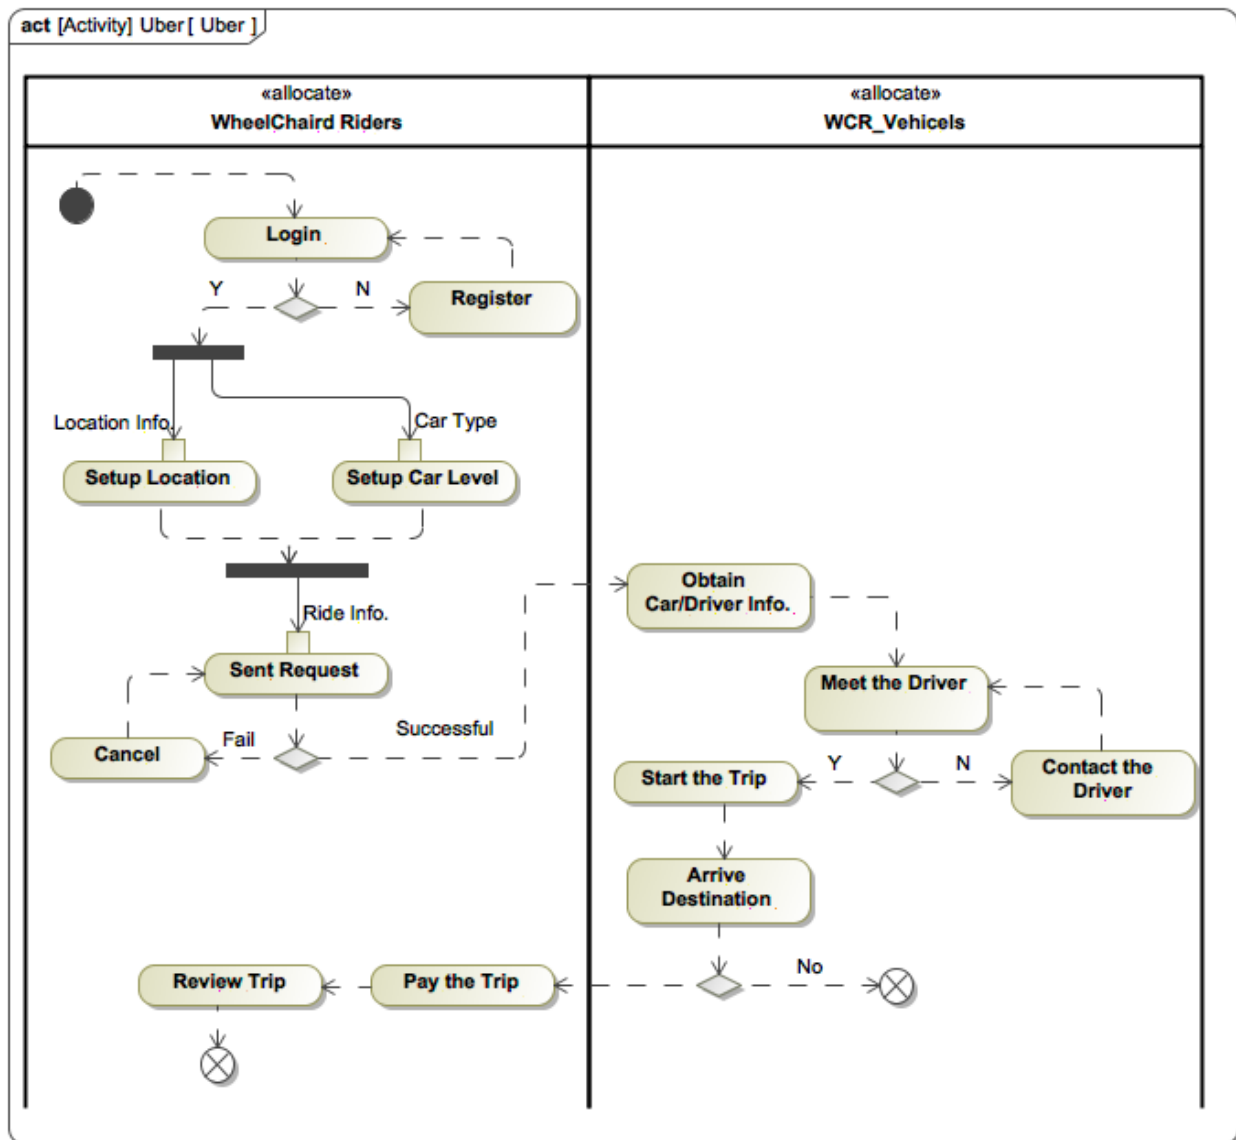 act [Activity] Uber [ Uber ]
«allocate»
WheelChaird Riders
«allocate»
WCR_Vehicels
Login
Y
N
Register
Location Info.
Car Type
Setup Location
Setup Car Level
Ride Info.
Sent Request
Fail
Successful
Cancel
Obtain
Car/Driver Info.
Meet the Driver
Y
N
Start the Trip
Contact the
Driver
Arrive
Destination
No
Pay the Trip
Review Trip